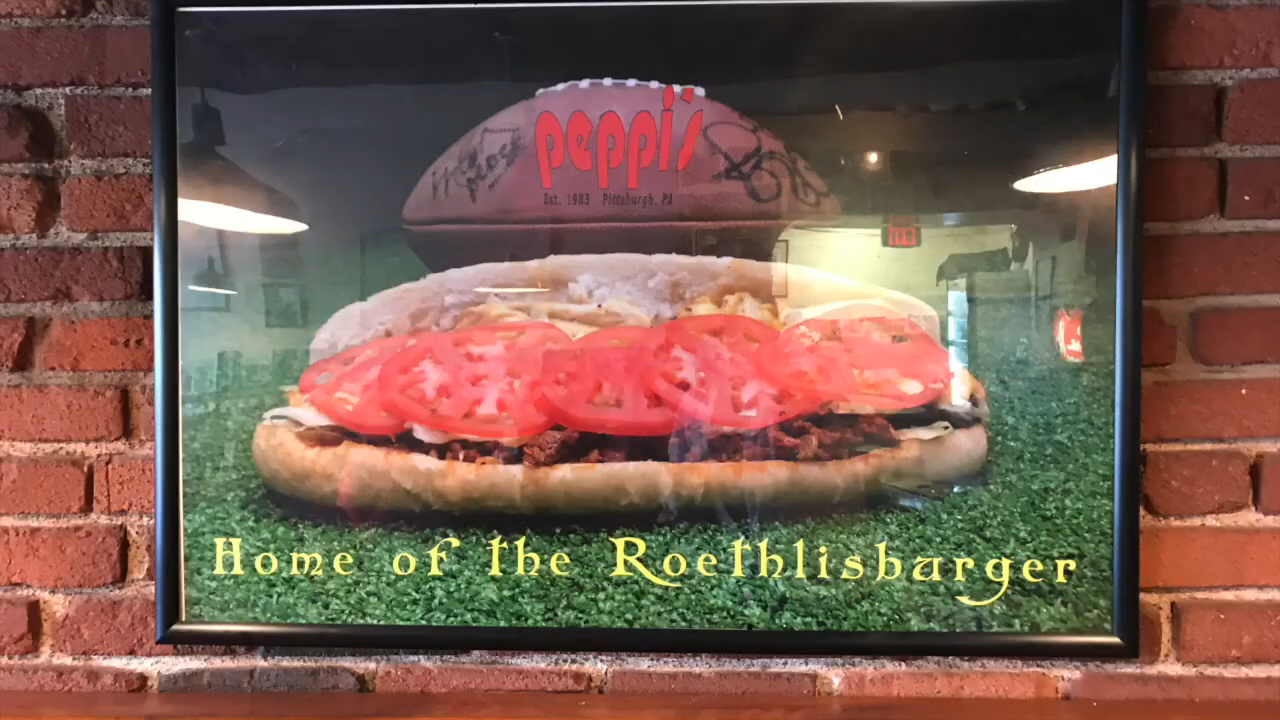 peppi's
Est. 1983 Pittsburgh, PA
Home of the Roethlisburger